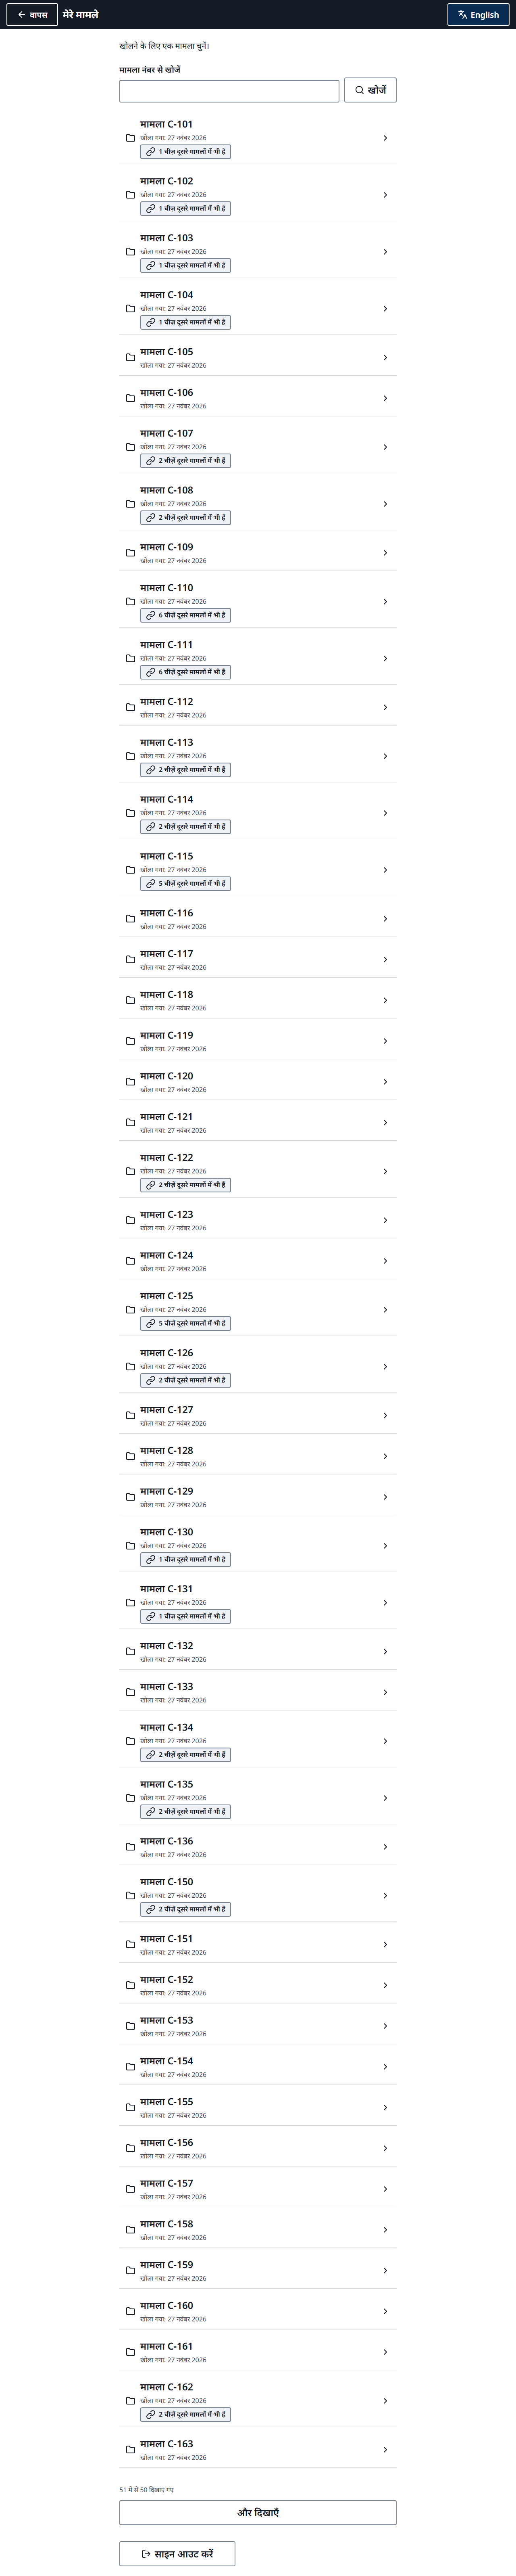 वापस
मेरे मामले
English
खोलने के लिए एक मामला चुनें।
मामला नंबर से खोजें
खोजें
मामला C-101
खोला गया: 27 नवंबर 2026
1 चीज़ दूसरे मामलों में भी है
मामला C-102
खोला गया: 27 नवंबर 2026
1 चीज़ दूसरे मामलों में भी है
मामला C-103
खोला गया: 27 नवंबर 2026
1 चीज़ दूसरे मामलों में भी है
मामला C-104
खोला गया: 27 नवंबर 2026
1 चीज़ दूसरे मामलों में भी है
मामला C-105
खोला गया: 27 नवंबर 2026
मामला C-106
खोला गया: 27 नवंबर 2026
मामला C-107
खोला गया: 27 नवंबर 2026
2 चीज़ें दूसरे मामलों में भी हैं
मामला C-108
खोला गया: 27 नवंबर 2026
2 चीज़ें दूसरे मामलों में भी हैं
मामला C-109
खोला गया: 27 नवंबर 2026
मामला C-110
खोला गया: 27 नवंबर 2026
6 चीज़ें दूसरे मामलों में भी हैं
मामला C-111
खोला गया: 27 नवंबर 2026
6 चीज़ें दूसरे मामलों में भी हैं
मामला C-112
खोला गया: 27 नवंबर 2026
मामला C-113
खोला गया: 27 नवंबर 2026
2 चीज़ें दूसरे मामलों में भी हैं
मामला C-114
खोला गया: 27 नवंबर 2026
2 चीज़ें दूसरे मामलों में भी हैं
मामला C-115
खोला गया: 27 नवंबर 2026
5 चीज़ें दूसरे मामलों में भी हैं
मामला C-116
खोला गया: 27 नवंबर 2026
मामला C-117
खोला गया: 27 नवंबर 2026
मामला C-118
खोला गया: 27 नवंबर 2026
मामला C-119
खोला गया: 27 नवंबर 2026
मामला C-120
खोला गया: 27 नवंबर 2026
मामला C-121
खोला गया: 27 नवंबर 2026
मामला C-122
खोला गया: 27 नवंबर 2026
2 चीज़ें दूसरे मामलों में भी हैं
मामला C-123
खोला गया: 27 नवंबर 2026
मामला C-124
खोला गया: 27 नवंबर 2026
मामला C-125
खोला गया: 27 नवंबर 2026
5 चीज़ें दूसरे मामलों में भी हैं
मामला C-126
खोला गया: 27 नवंबर 2026
2 चीज़ें दूसरे मामलों में भी हैं
मामला C-127
खोला गया: 27 नवंबर 2026
मामला C-128
खोला गया: 27 नवंबर 2026
मामला C-129
खोला गया: 27 नवंबर 2026
मामला C-130
खोला गया: 27 नवंबर 2026
1 चीज़ दूसरे मामलों में भी है
मामला C-131
खोला गया: 27 नवंबर 2026
1 चीज़ दूसरे मामलों में भी है
मामला C-132
खोला गया: 27 नवंबर 2026
मामला C-133
खोला गया: 27 नवंबर 2026
मामला C-134
खोला गया: 27 नवंबर 2026
2 चीज़ें दूसरे मामलों में भी हैं
मामला C-135
खोला गया: 27 नवंबर 2026
2 चीज़ें दूसरे मामलों में भी हैं
मामला C-136
खोला गया: 27 नवंबर 2026
मामला C-150
खोला गया: 27 नवंबर 2026
2 चीज़ें दूसरे मामलों में भी हैं
मामला C-151
खोला गया: 27 नवंबर 2026
मामला C-152
खोला गया: 27 नवंबर 2026
मामला C-153
खोला गया: 27 नवंबर 2026
मामला C-154
खोला गया: 27 नवंबर 2026
मामला C-155
खोला गया: 27 नवंबर 2026
मामला C-156
खोला गया: 27 नवंबर 2026
मामला C-157
खोला गया: 27 नवंबर 2026
मामला C-158
खोला गया: 27 नवंबर 2026
मामला C-159
खोला गया: 27 नवंबर 2026
मामला C-160
खोला गया: 27 नवंबर 2026
मामला C-161
खोला गया: 27 नवंबर 2026
मामला C-162
खोला गया: 27 नवंबर 2026
2 चीज़ें दूसरे मामलों में भी हैं
मामला C-163
खोला गया: 27 नवंबर 2026
51 में से 50 दिखाए गए
और दिखाएँ
साइन आउट करें